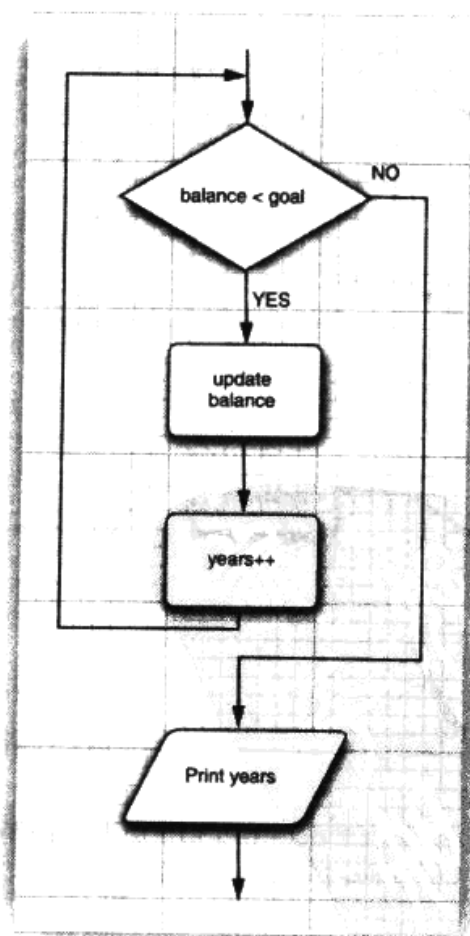 balance < goal
NO
YES
update
balance
years++
Print years